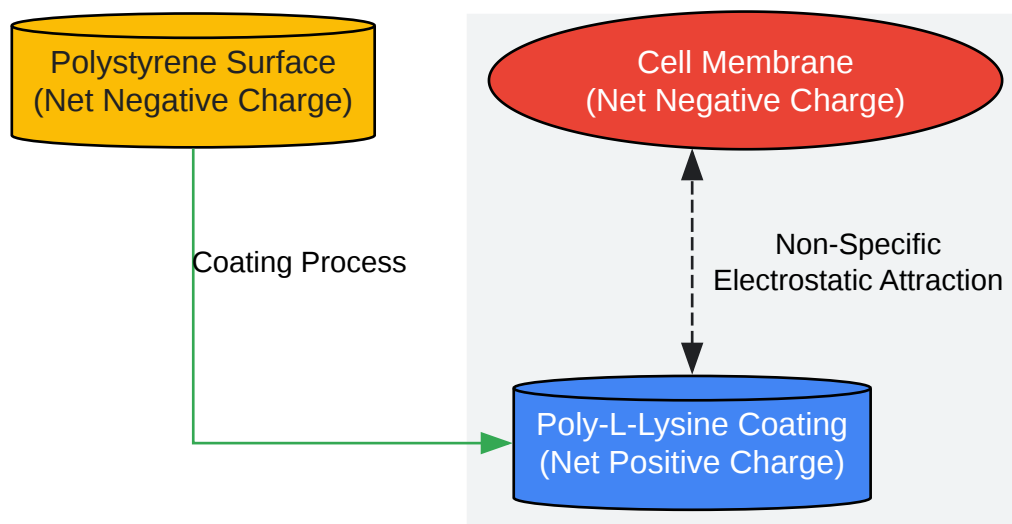 Polystyrene Surface
(Net Negative Charge)
Cell Membrane
(Net Negative Charge)
Coating Process
Non-Specific
Electrostatic Attraction
Poly-L-Lysine Coating
(Net Positive Charge)